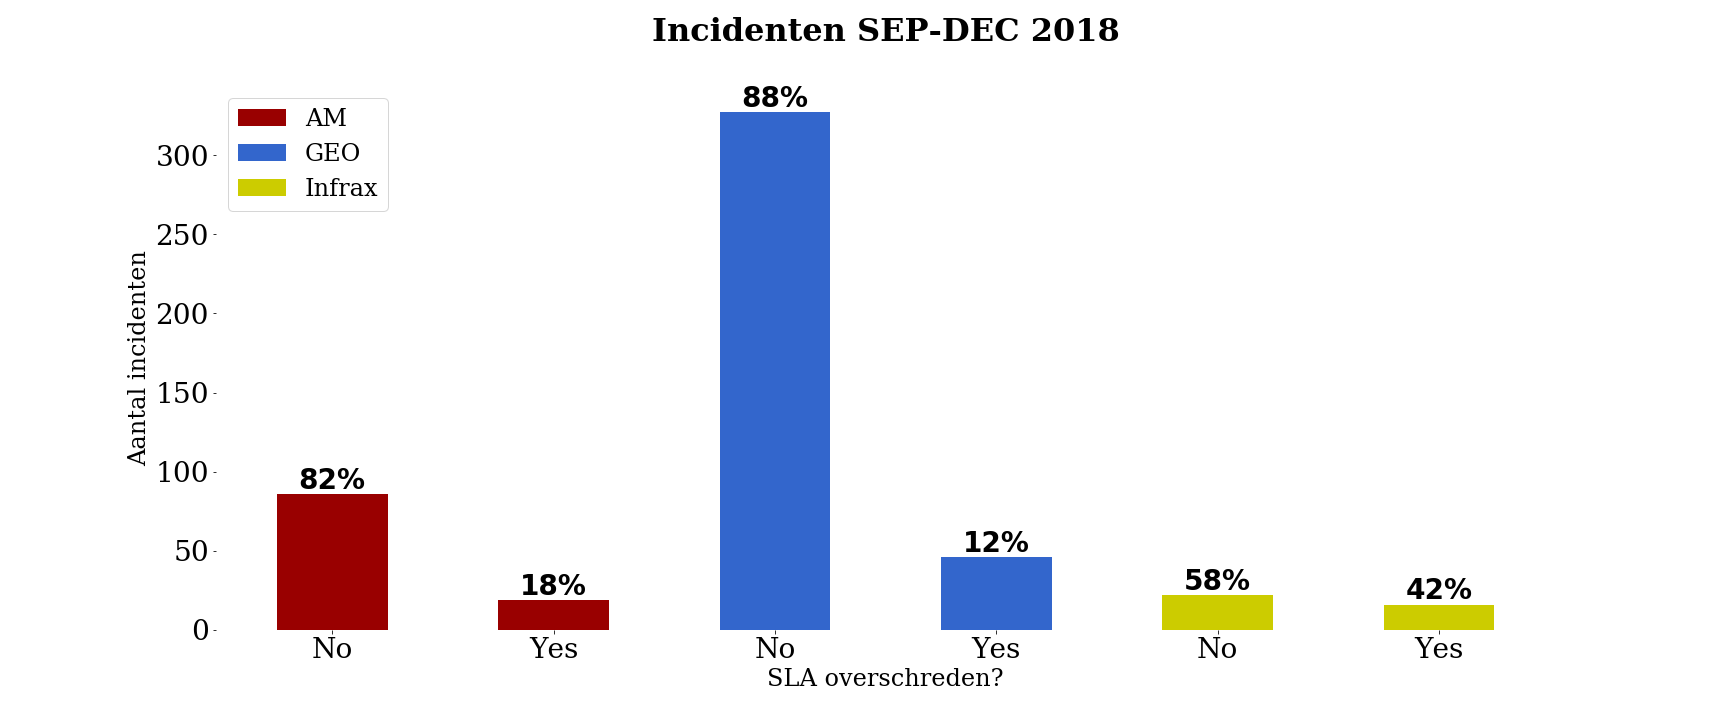 Incidenten SEP-DEC 2018
AM
GEO
Infrax
Aantal incidenten
300
250
200
150
100
50
0
82%
18%
88%
12%
58%
42%
No Yes No Yes No Yes
SLA overschreden?